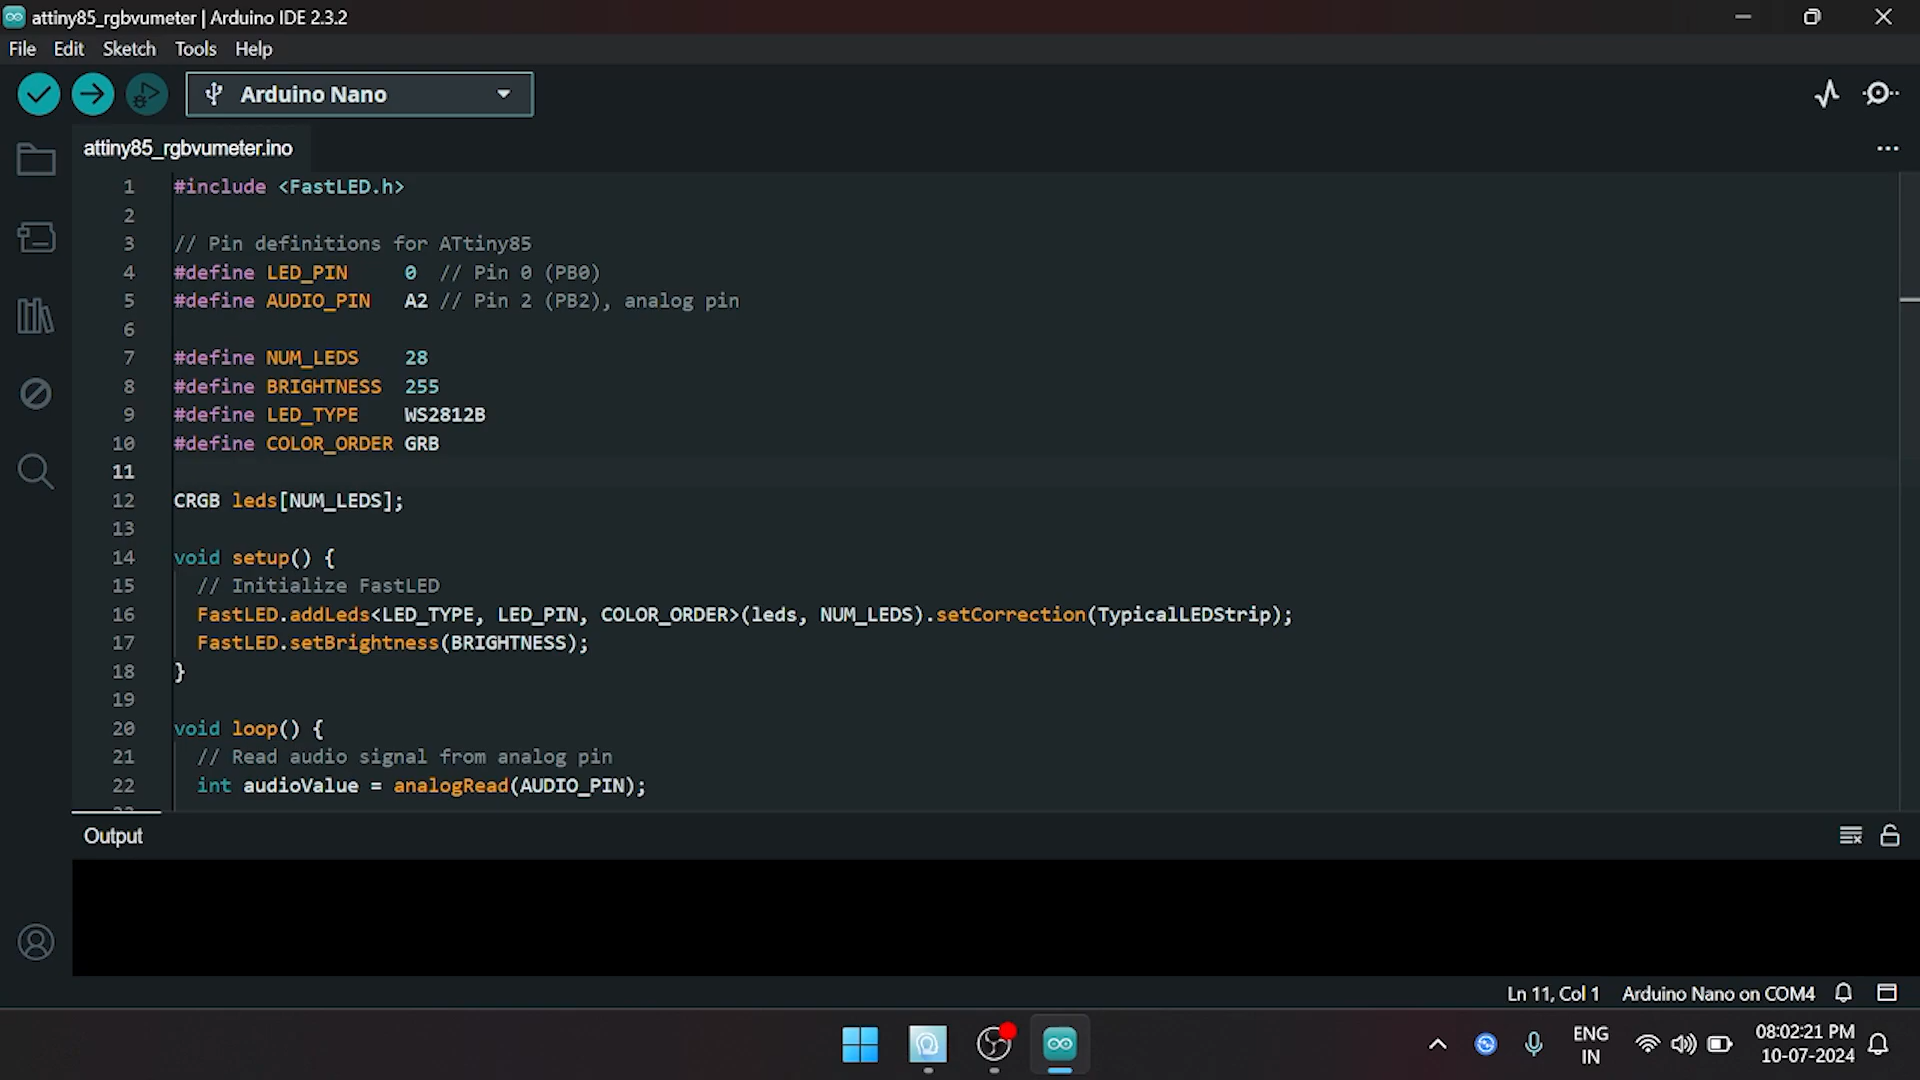 attiny85_rgbvumeter | Arduino IDE 2.3.2
File Edit Sketch Tools Help
Arduino Nano
attiny85_rgbvumeter.ino
1 #include <FastLED.h>
2
3 // Pin definitions for ATtiny85
4 #define LED_PIN 0 // Pin 0 (PB0)
5 #define AUDIO_PIN A2 // Pin 2 (PB2), analog pin
6
7 #define NUM_LEDS 28
8 #define BRIGHTNESS 255
9 #define LED_TYPE WS2812B
10 #define COLOR_ORDER GRB
11
12 CRGB leds[NUM_LEDS];
13
14 void setup() {
15 // Initialize FastLED
16 FastLED.addLeds<LED_TYPE, LED_PIN, COLOR_ORDER>(leds, NUM_LEDS).setCorrection(TypicalLEDStrip);
17 FastLED.setBrightness(BRIGHTNESS);
18 }
19
20 void loop() {
21 // Read audio signal from analog pin
22 int audioValue = analogRead(AUDIO_PIN);
Output
Ln 11, Col 1 Arduino Nano on COM4
ENG
IN
08:02:21 PM
10-07-2024